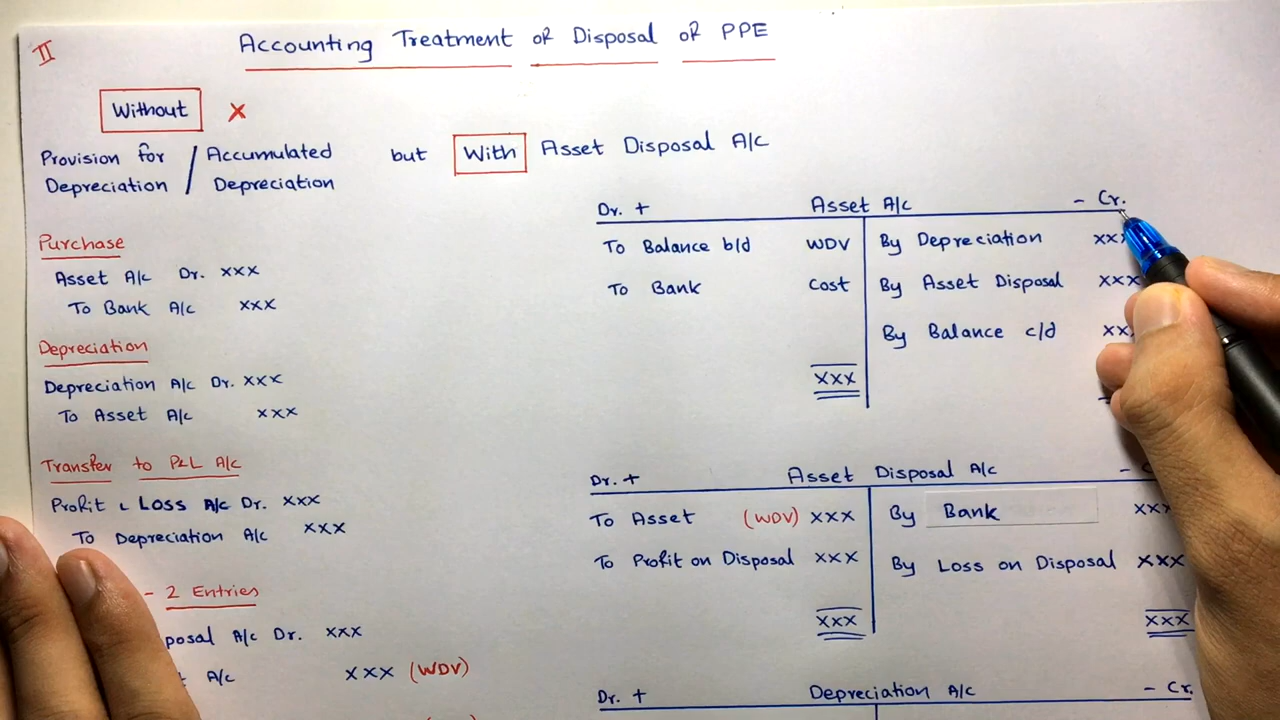 II
Accounting Treatment of Disposal of PPE
Without ×
Provision for / Accumulated
Depreciation / Depreciation
but With Asset Disposal A/c
Purchase
Asset A/c Dr. xxx
To Bank A/c xxx
Depreciation
Depreciation A/c Dr. xxx
To Asset A/c xxx
Transfer to P&L A/c
Profit & Loss A/c Dr. xxx
To Depreciation A/c xxx
- 2 Entries
posal A/c Dr. xxx
A/c xxx (WDV)
Dr. + Asset A/c - Cr.
To Balance b/d WDV By Depreciation xx
To Bank Cost By Asset Disposal xxx
By Balance c/d xx
xxx
Dr. + Asset Disposal A/c -
To Asset (WDV) xxx By Bank xxx
To Profit on Disposal xxx By Loss on Disposal xxx
xxx xxx
Dr. + Depreciation A/c - Cr.